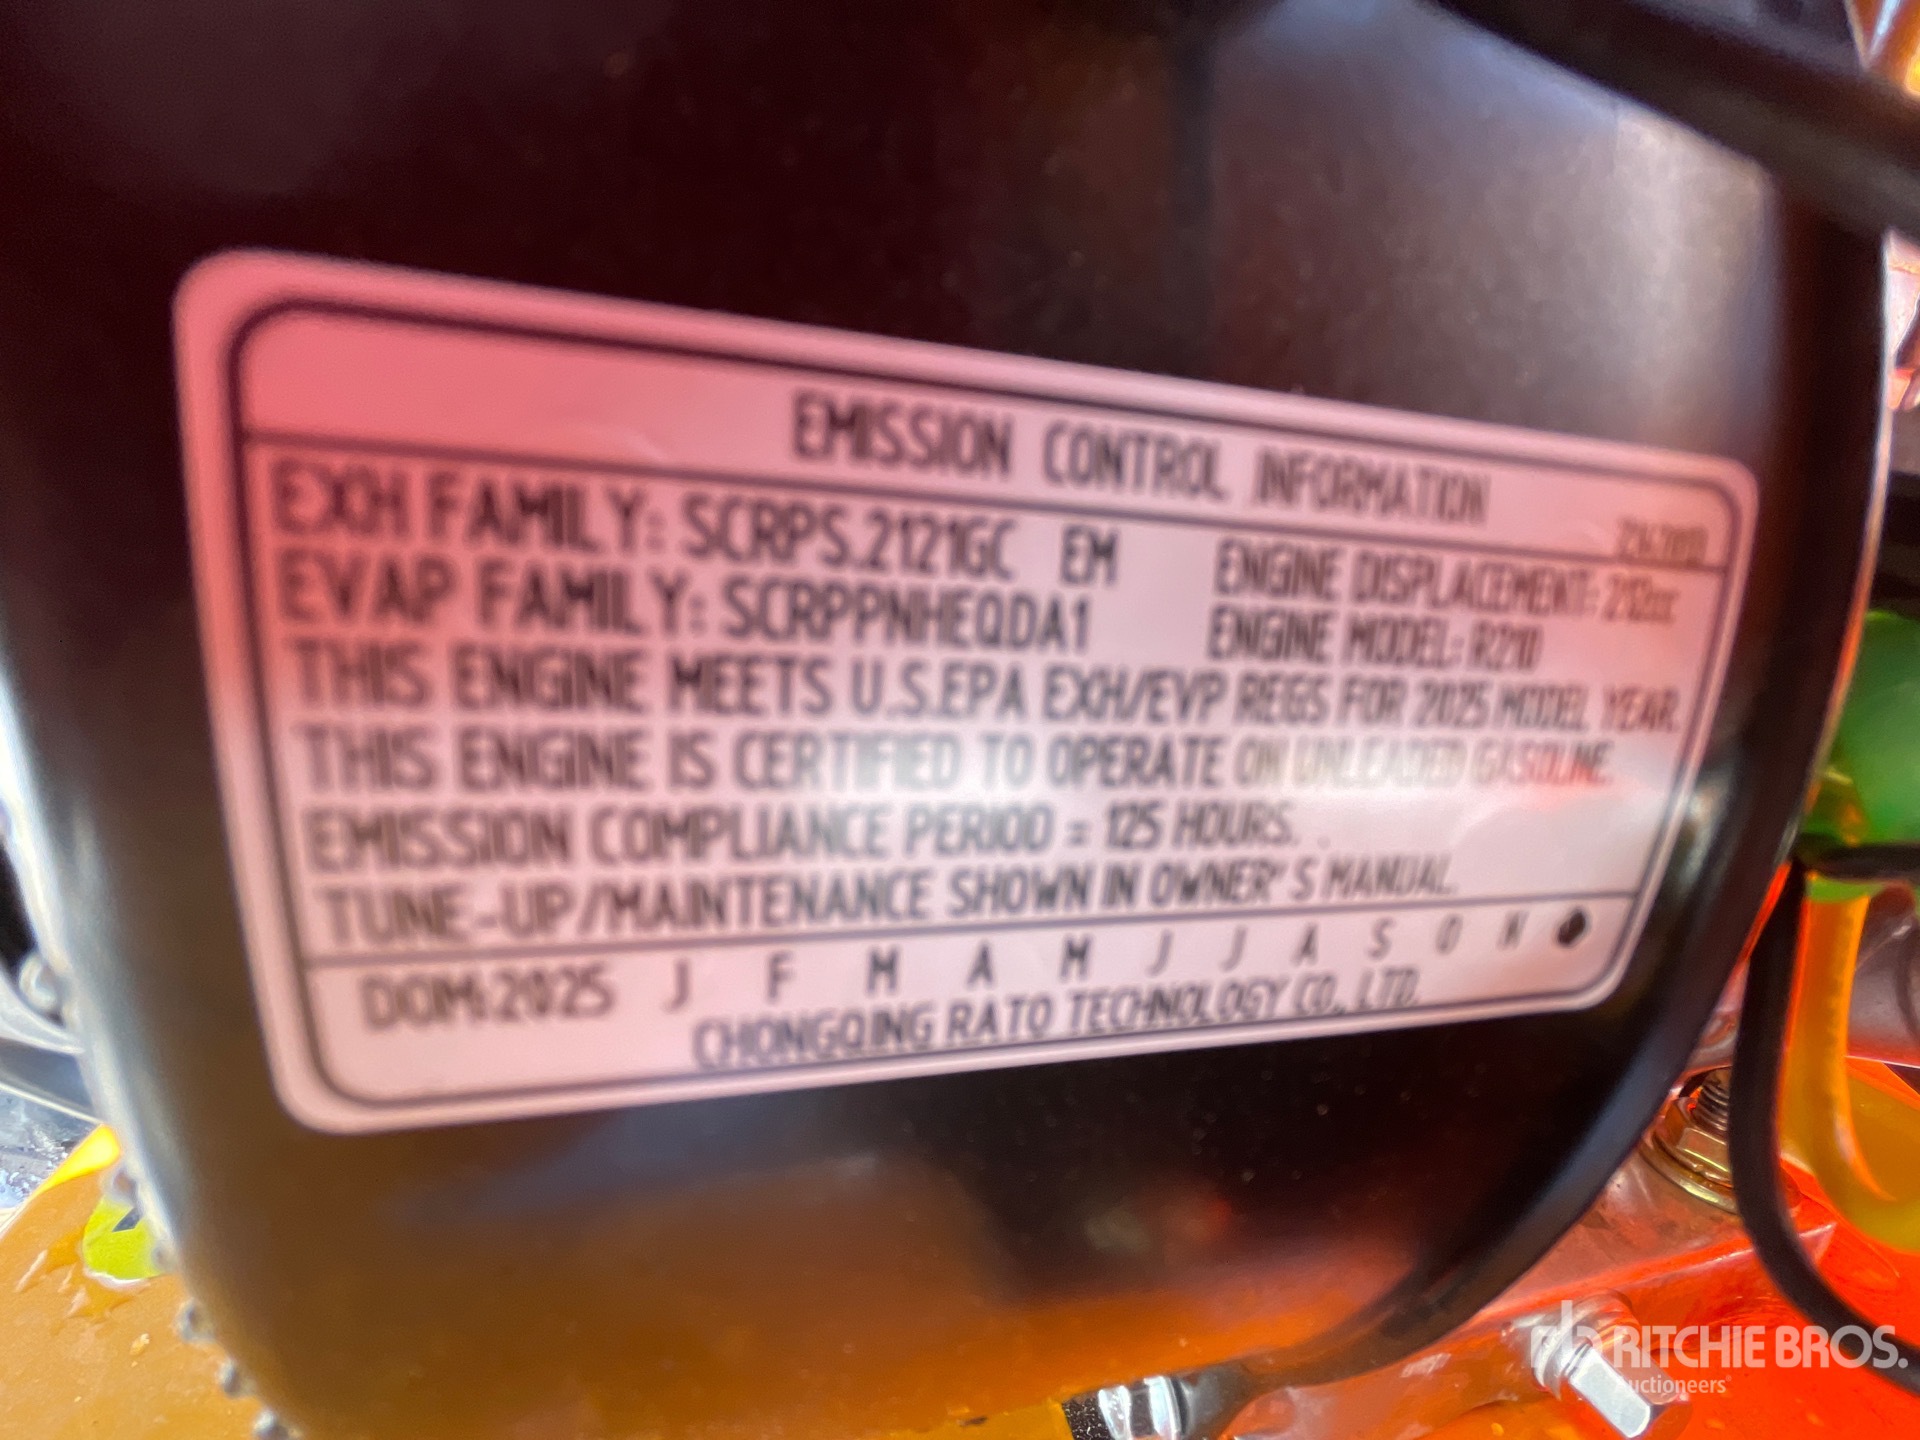 EMISSION CONTROL INFORMATION
EXH FAMILY: SCRPS.2121GC EM ENGINE DISPLACEMENT: 212cc
EVAP FAMILY: SCRPPNHEQDA1 ENGINE MODEL: R210
THIS ENGINE MEETS U.S.EPA EXH/EVP REGS FOR 2025 MODEL YEAR.
THIS ENGINE IS CERTIFIED TO OPERATE ON UNLEADED GASOLINE.
EMISSION COMPLIANCE PERIOD = 125 HOURS.
TUNE-UP/MAINTENANCE SHOWN IN OWNER'S MANUAL.
DOM:2025 J F M A M J J A S O N
CHONGQING RATO TECHNOLOGY CO., LTD.
rb RITCHIE BROS.
Auctioneers